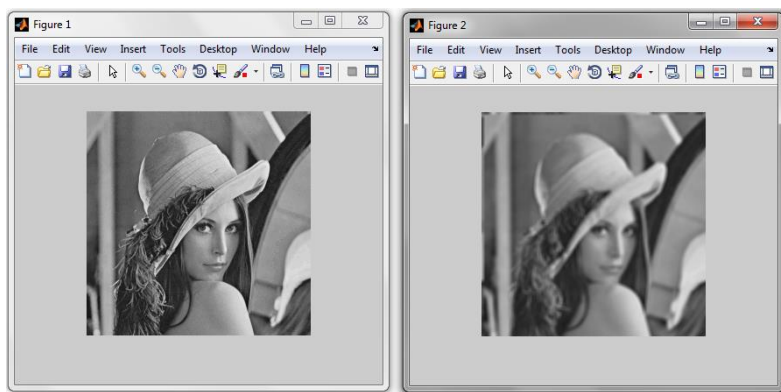 Figure 1
File Edit View Insert Tools Desktop Window Help
Figure 2
File Edit View Insert Tools Desktop Window Help